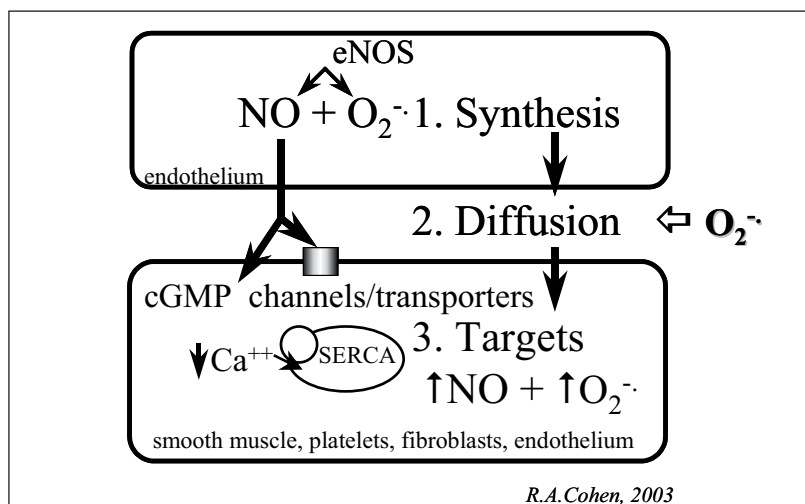 eNOS
NO + O₂⁻· 1. Synthesis
endothelium
2. Diffusion ⇦ O₂⁻·
cGMP channels/transporters
↓Ca⁺⁺ SERCA
3. Targets
↑NO + ↑O₂⁻·
smooth muscle, platelets, fibroblasts, endothelium
R.A.Cohen, 2003